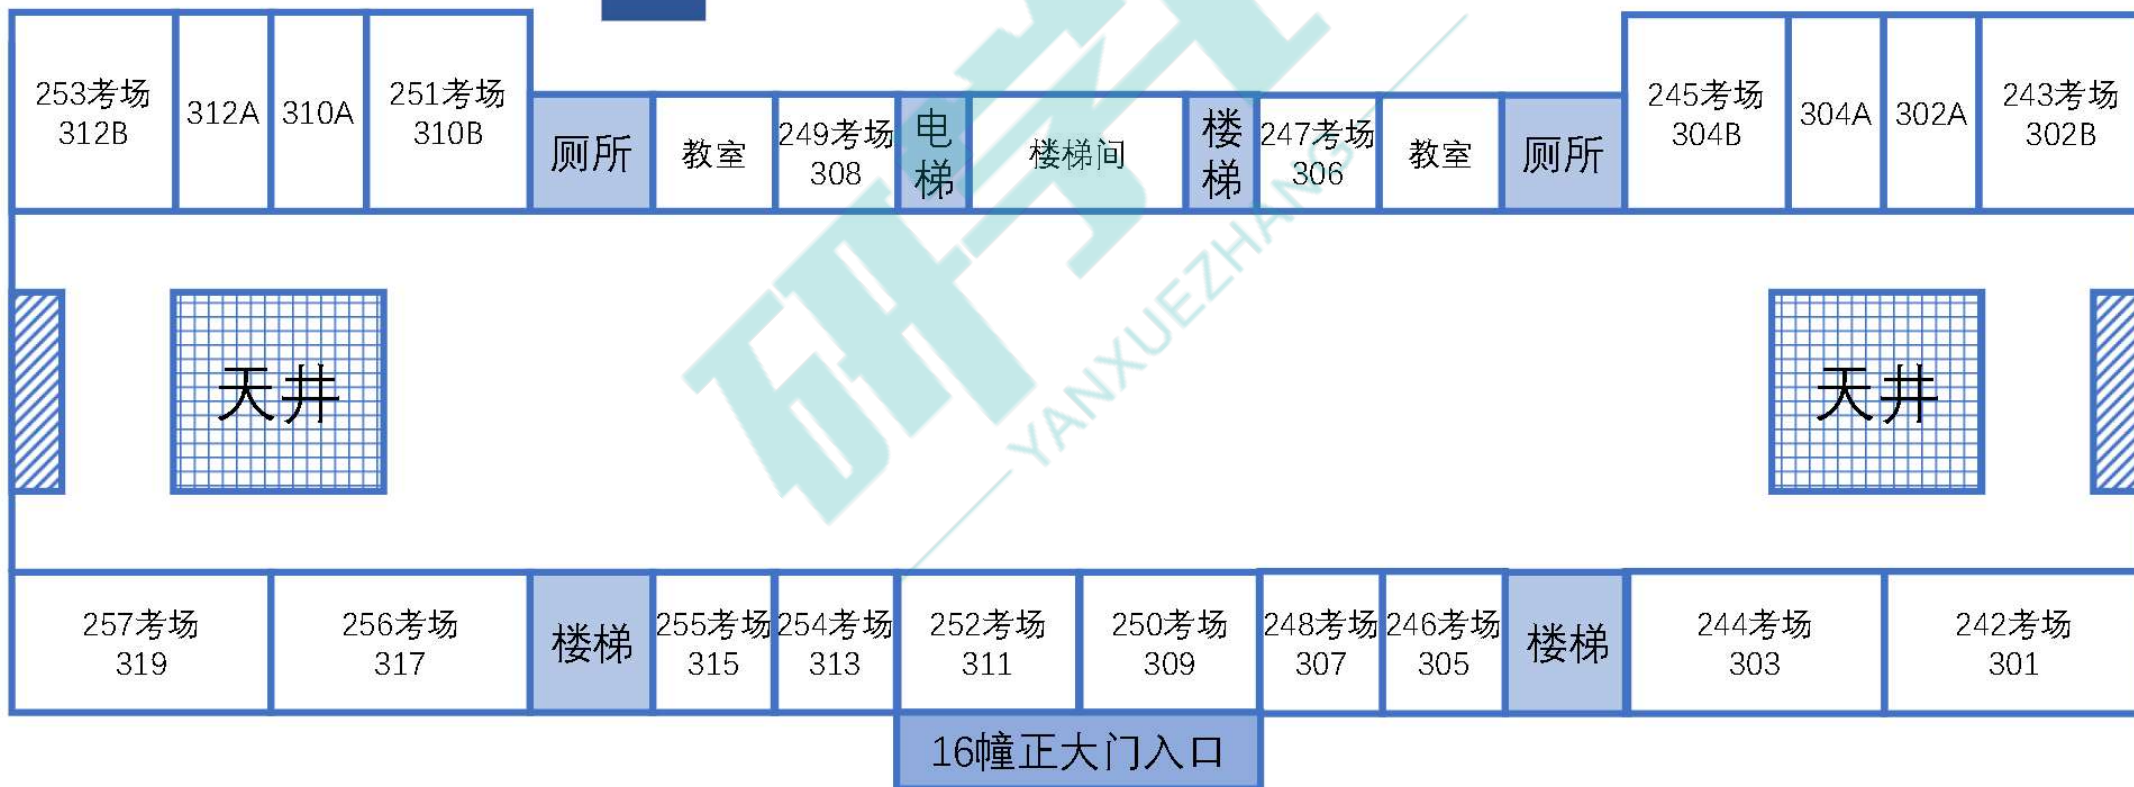 253考场
312B
312A
310A
251考场
310B
厕所
教室
249考场
308
电
梯
楼梯间
楼
梯
247考场
306
教室
厕所
245考场
304B
304A
302A
243考场
302B
天井
天井
研学
YANXUEZHANG
257考场
319
256考场
317
楼梯
255考场
315
254考场
313
252考场
311
250考场
309
248考场
307
246考场
305
楼梯
244考场
303
242考场
301
16幢正大门入口